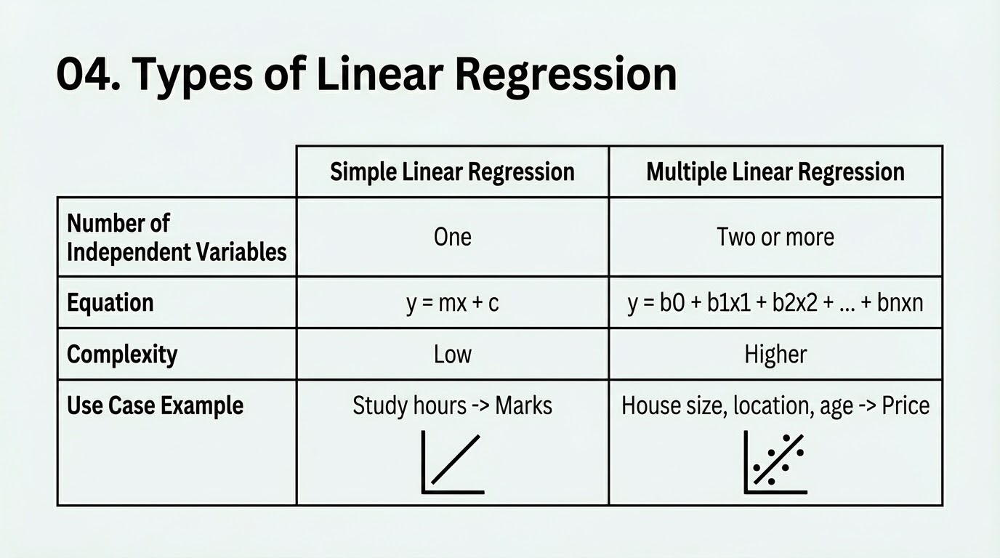 04. Types of Linear Regression
Simple Linear Regression
Multiple Linear Regression
Number of
Independent Variables
One
Two or more
Equation
y = mx + c
y = b0 + b1x1 + b2x2 + ... + bnxn
Complexity
Low
Higher
Use Case Example
Study hours -> Marks
House size, location, age -> Price